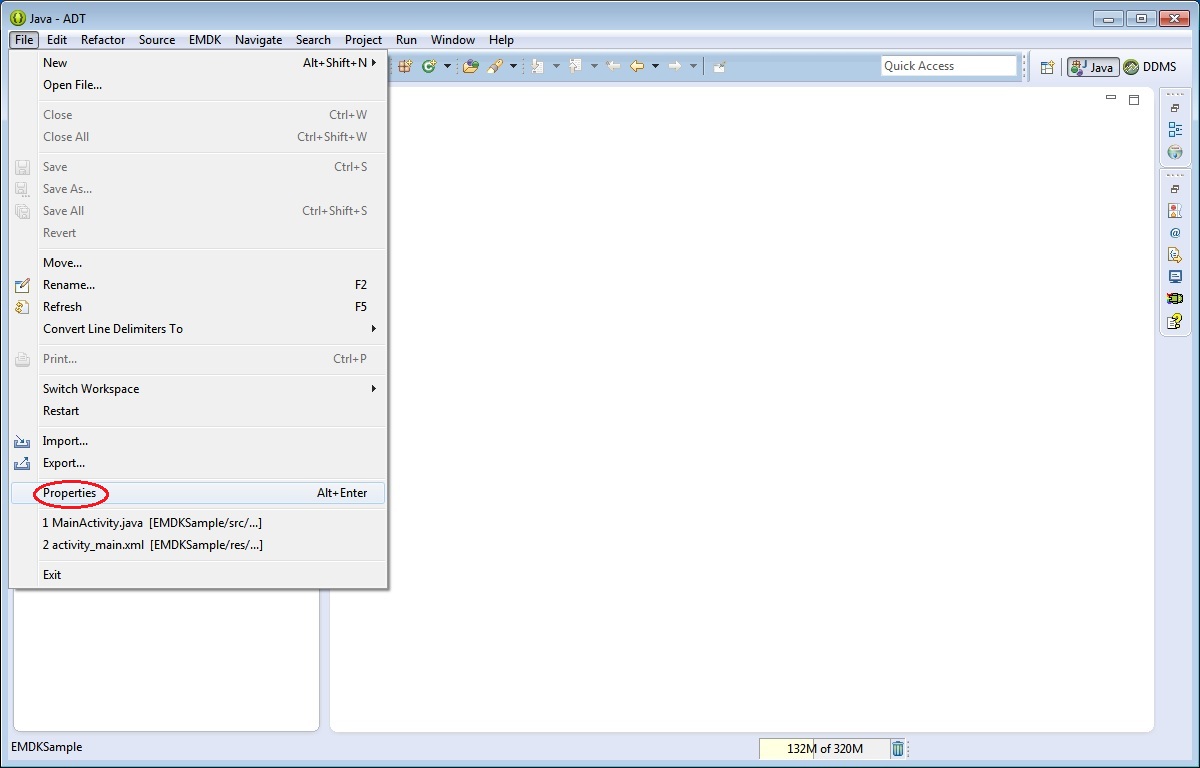 Java - ADT
File Edit Refactor Source EMDK Navigate Search Project Run Window Help
New Alt+Shift+N
Open File...
Quick Access
Java
DDMS
Close Ctrl+W
Close All Ctrl+Shift+W
Save Ctrl+S
Save As...
Save All Ctrl+Shift+S
Revert
Move...
Rename... F2
Refresh F5
Convert Line Delimiters To
Print... Ctrl+P
Switch Workspace
Restart
Import...
Export...
Properties Alt+Enter
1 MainActivity.java [EMDKSample/src/...]
2 activity_main.xml [EMDKSample/res/...]
Exit
EMDKSample
132M of 320M